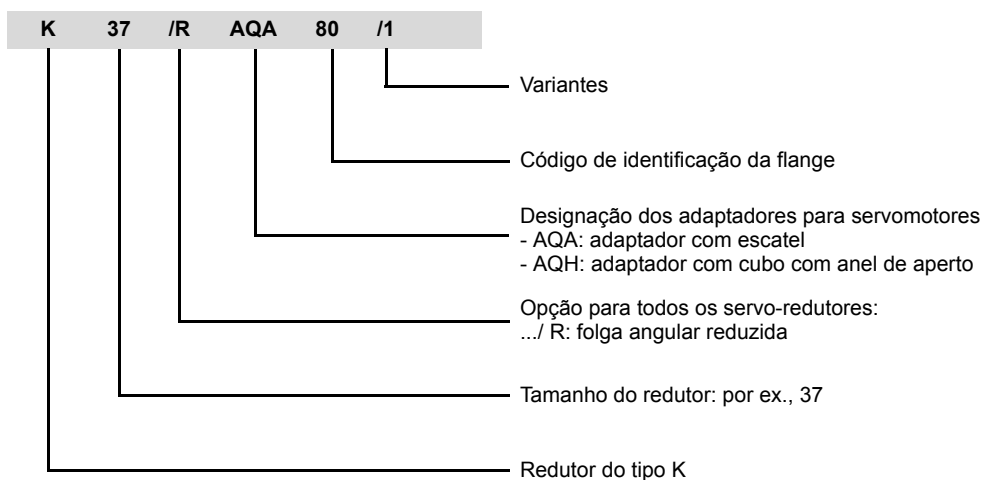 K 37 /R AQA 80 /1
Variantes
Código de identificação da flange
Designação dos adaptadores para servomotores
- AQA: adaptador com escatel
- AQH: adaptador com cubo com anel de aperto
Opção para todos os servo-redutores:
.../ R: folga angular reduzida
Tamanho do redutor: por ex., 37
Redutor do tipo K